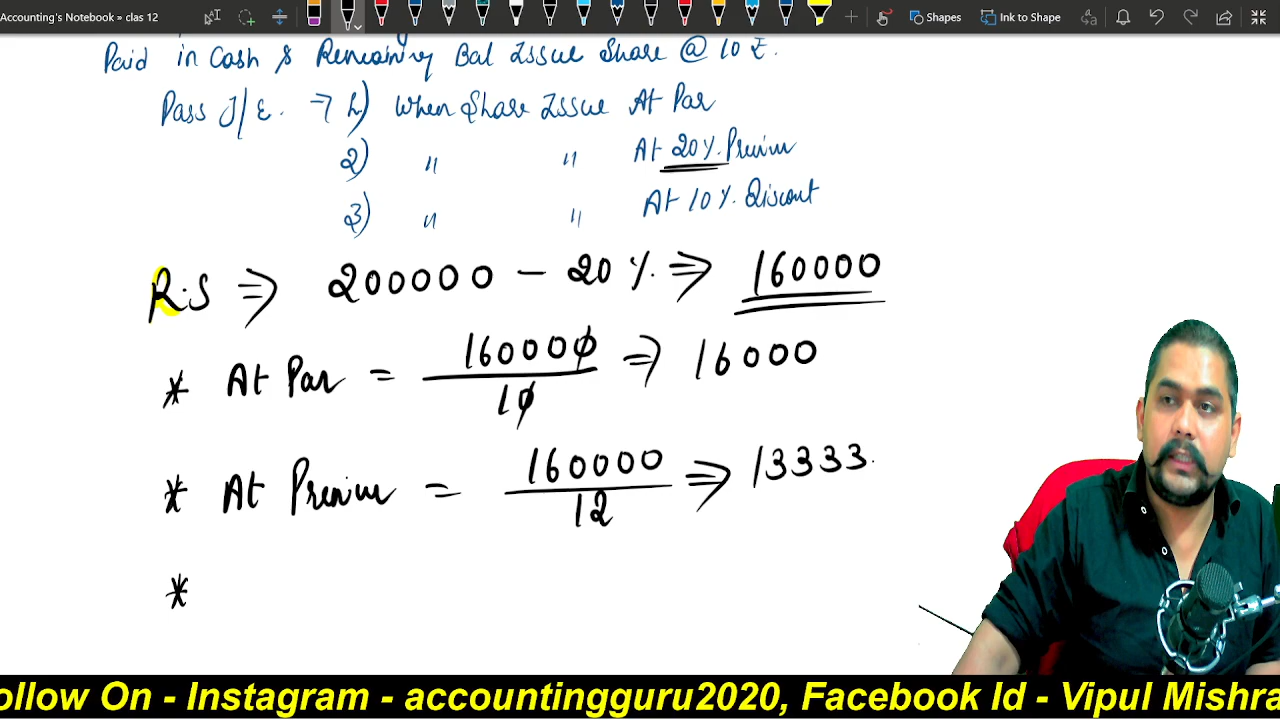 Accounting's Notebook » clas 12
Shapes
Ink to Shape
Paid in Cash & Remaining Bal Issue Share @ 10 ₹.
Pass J/E. → 1) When Share Issue At Par
2) " " At 20%. Premium
3) " " At 10%. Discount
R.S ⇒ 200000 - 20%. ⇒ 160000
* At Par = 160000 / 10 ⇒ 16000
* At Premium = 160000 / 12 ⇒ 13333.
*
ollow On - Instagram - accountingguru2020, Facebook Id - Vipul Mishra